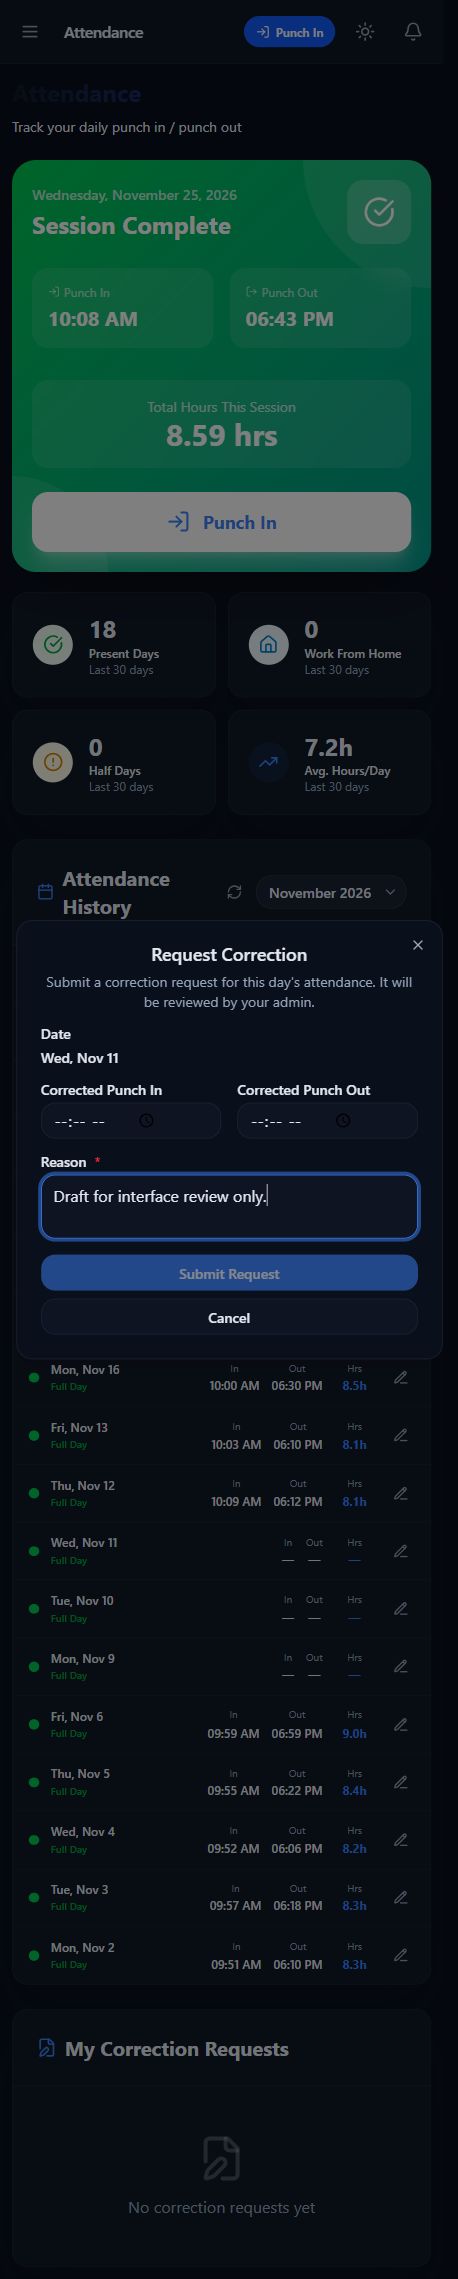 Attendance
Punch In
Attendance
Track your daily punch in / punch out
Wednesday, November 25, 2026
Session Complete
Punch In
10:08 AM
Punch Out
06:43 PM
Total Hours This Session
8.59 hrs
Punch In
18
Present Days
Last 30 days
0
Work From Home
Last 30 days
0
Half Days
Last 30 days
7.2h
Avg. Hours/Day
Last 30 days
Attendance
History
November 2026
Request Correction
Submit a correction request for this day's attendance. It will
be reviewed by your admin.
Date
Wed, Nov 11
Corrected Punch In
Corrected Punch Out
--:-- --
--:-- --
Reason *
Draft for interface review only.
Submit Request
Cancel
Mon, Nov 16
Full Day
In Out Hrs
10:00 AM 06:30 PM 8.5h
Fri, Nov 13
Full Day
In Out Hrs
10:03 AM 06:10 PM 8.1h
Thu, Nov 12
Full Day
In Out Hrs
10:09 AM 06:12 PM 8.1h
Wed, Nov 11
Full Day
In Out Hrs
— — —
Tue, Nov 10
Full Day
In Out Hrs
— — —
Mon, Nov 9
Full Day
In Out Hrs
— — —
Fri, Nov 6
Full Day
In Out Hrs
09:59 AM 06:59 PM 9.0h
Thu, Nov 5
Full Day
In Out Hrs
09:55 AM 06:22 PM 8.4h
Wed, Nov 4
Full Day
In Out Hrs
09:52 AM 06:06 PM 8.2h
Tue, Nov 3
Full Day
In Out Hrs
09:57 AM 06:18 PM 8.3h
Mon, Nov 2
Full Day
In Out Hrs
09:51 AM 06:10 PM 8.3h
My Correction Requests
No correction requests yet